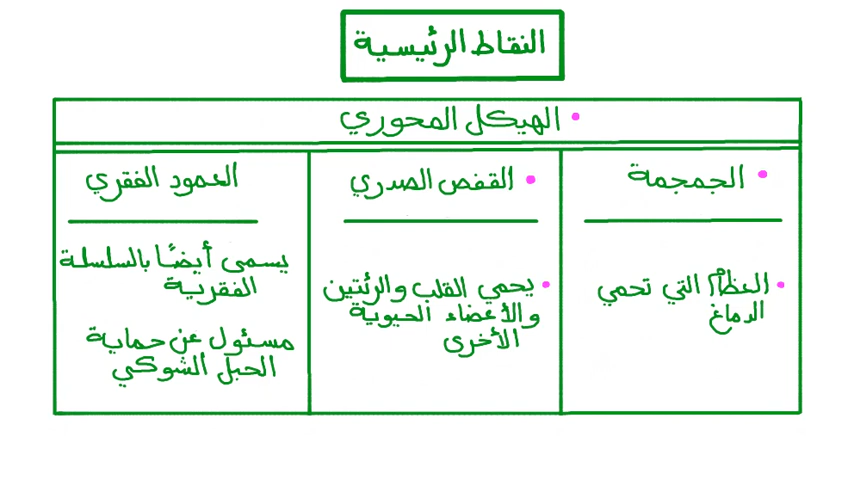 النقاط الرئيسية
• الهيكل المحوري
• الجمجمة
• العظام التي تحمي
الدماغ
• القفص الصدري
• يحمي القلب والرئتين
والأعضاء الحيوية
الأخرى
العمود الفقري
يسمى أيضًا بالسلسلة
الفقرية
مسئول عن حماية
الحبل الشوكي